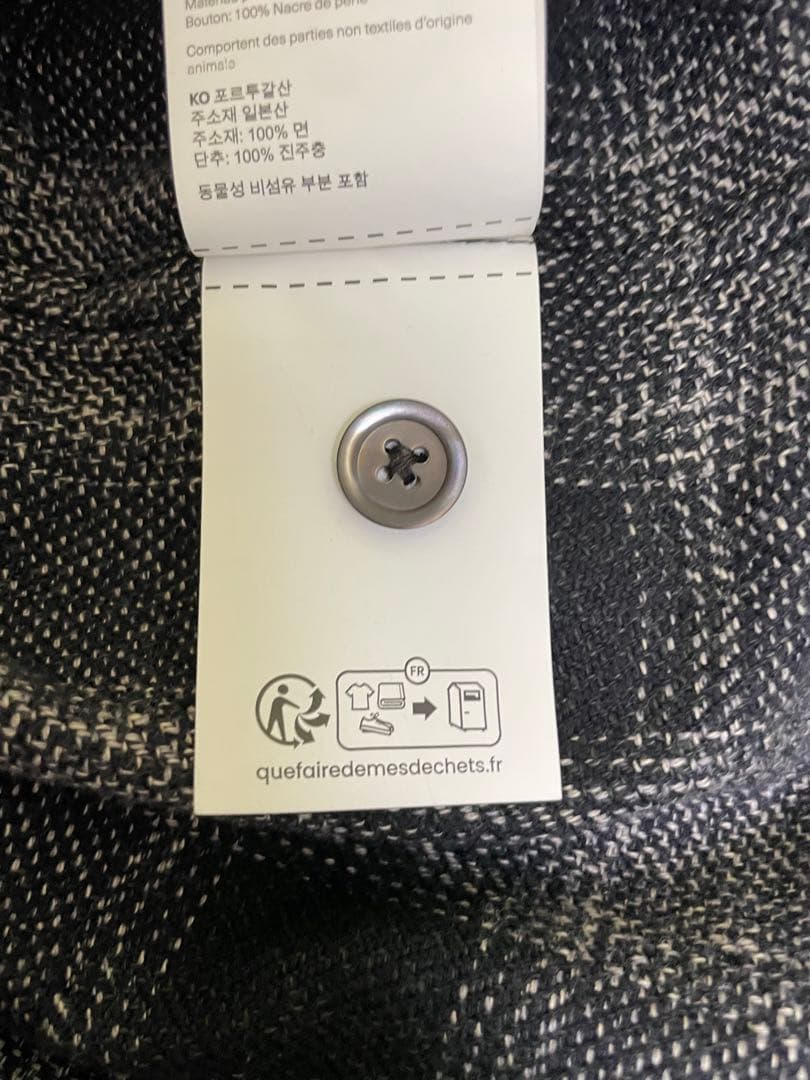 Bouton: 100% Nacre de perle
Comportent des parties non textiles d'origine
animale
KO 포르투갈산
주소재 일본산
주소재: 100% 면
단추: 100% 진주층
동물성 비섬유 부분 포함
FR
quefairedemesdechets.fr